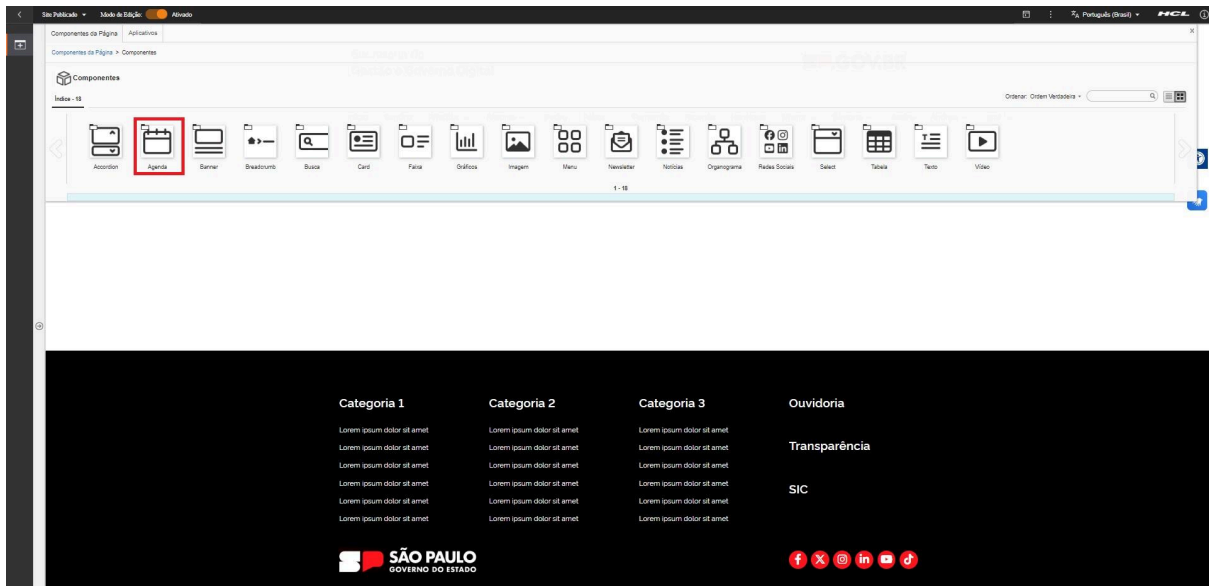 Site Publicado Modo de Edição: Ativado Português (Brasil) HCL
Componentes da Página Aplicativos
Componentes da Página > Componentes
Componentes
Índice - 18
Ordenar: Ordem Verdadeira
Accordion Agenda Banner Breadcrumb Busca Card Faixa Gráficos Imagem Menu Newsletter Notícias Organograma Redes Sociais Select Tabela Texto Vídeo
1 - 18
Categoria 1 Categoria 2 Categoria 3 Ouvidoria
Lorem ipsum dolor sit amet Lorem ipsum dolor sit amet Lorem ipsum dolor sit amet
Lorem ipsum dolor sit amet Lorem ipsum dolor sit amet Lorem ipsum dolor sit amet Transparência
Lorem ipsum dolor sit amet Lorem ipsum dolor sit amet Lorem ipsum dolor sit amet
Lorem ipsum dolor sit amet Lorem ipsum dolor sit amet Lorem ipsum dolor sit amet SIC
Lorem ipsum dolor sit amet Lorem ipsum dolor sit amet Lorem ipsum dolor sit amet
Lorem ipsum dolor sit amet Lorem ipsum dolor sit amet Lorem ipsum dolor sit amet
SÃO PAULO
GOVERNO DO ESTADO